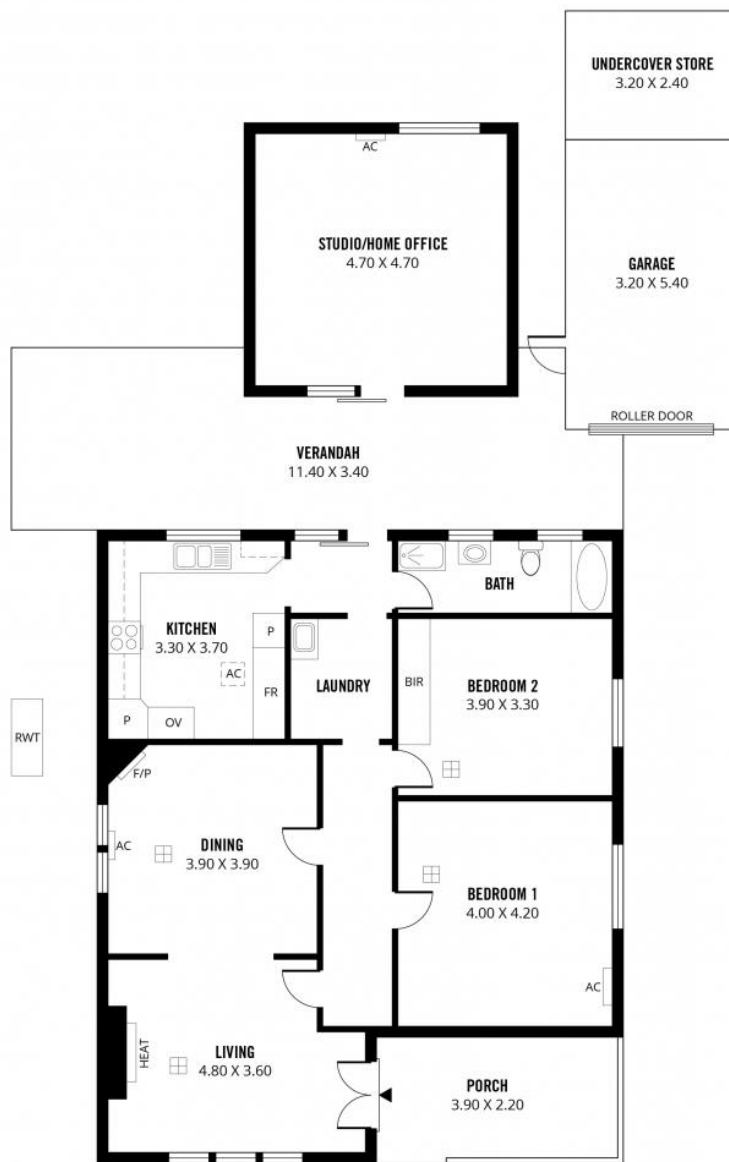 UNDERCOVER STORE
3.20 X 2.40
AC
STUDIO/HOME OFFICE
4.70 X 4.70
GARAGE
3.20 X 5.40
ROLLER DOOR
VERANDAH
11.40 X 3.40
BATH
KITCHEN
3.30 X 3.70
P
AC
FR
P
OV
LAUNDRY
BIR
BEDROOM 2
3.90 X 3.30
RWT
F/P
AC
DINING
3.90 X 3.90
BEDROOM 1
4.00 X 4.20
AC
HEAT
LIVING
4.80 X 3.60
PORCH
3.90 X 2.20